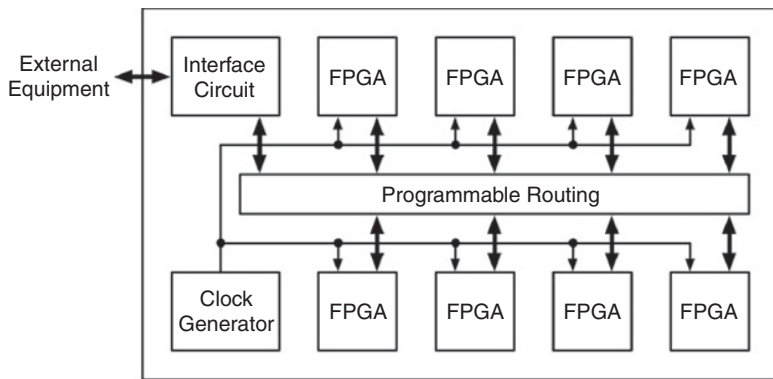 External
Equipment
Interface
Circuit
FPGA
FPGA
FPGA
FPGA
Programmable Routing
Clock
Generator
FPGA
FPGA
FPGA
FPGA